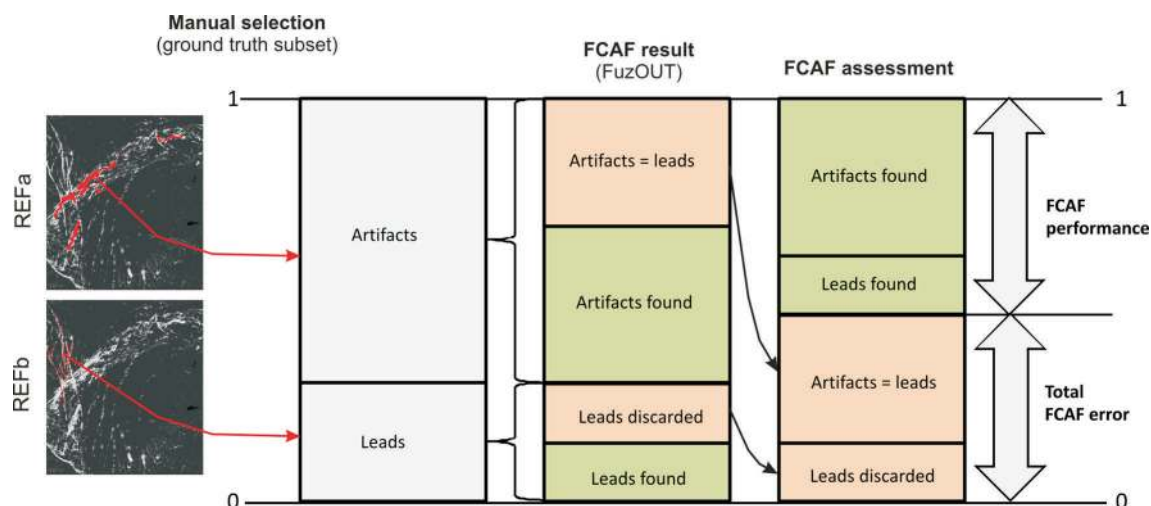 Manual selection
(ground truth subset)
FCAF result
(FuzOUT)
FCAF assessment
1
1
REFa
REFb
Artifacts
Leads
Artifacts = leads
Artifacts found
Leads discarded
Leads found
Artifacts found
Leads found
Artifacts = leads
Leads discarded
FCAF
performance
Total
FCAF error
0
0